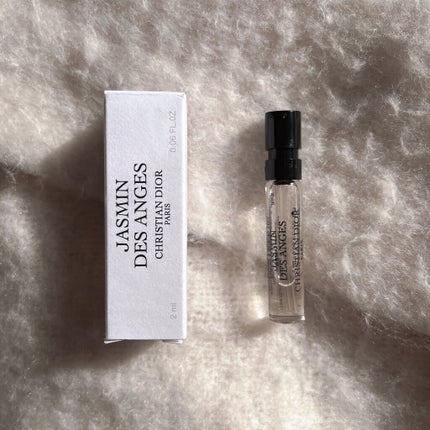 JASMIN
DES ANGES
CHRISTIAN DIOR
PARIS
2 ml
0.06 FL.OZ
JASMIN
DES ANGES
CHRISTIAN DIOR